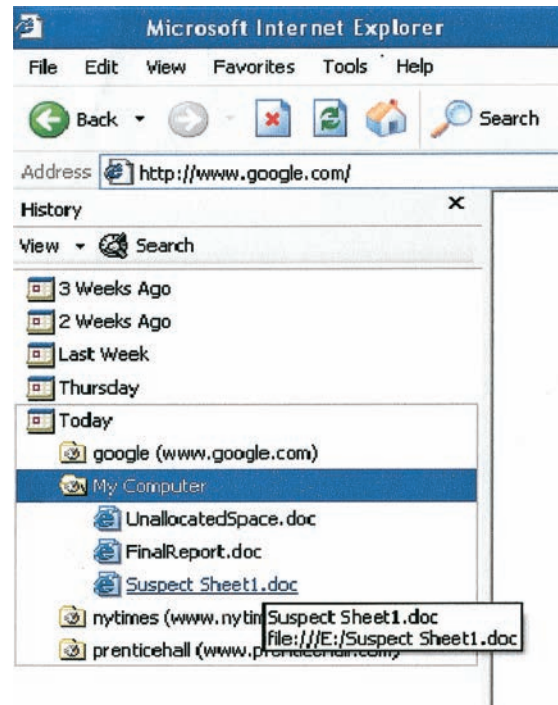 Microsoft Internet Explorer
File Edit View Favorites Tools Help
Back Search
Address http://www.google.com/
History x
View Search
3 Weeks Ago
2 Weeks Ago
Last Week
Thursday
Today
google (www.google.com)
My Computer
UnallocatedSpace.doc
FinalReport.doc
Suspect Sheet1.doc
nytimes (www.nytim
Suspect Sheet1.doc
file:///E:/Suspect Sheet1.doc
prenticehall (www.prenticehall.com)